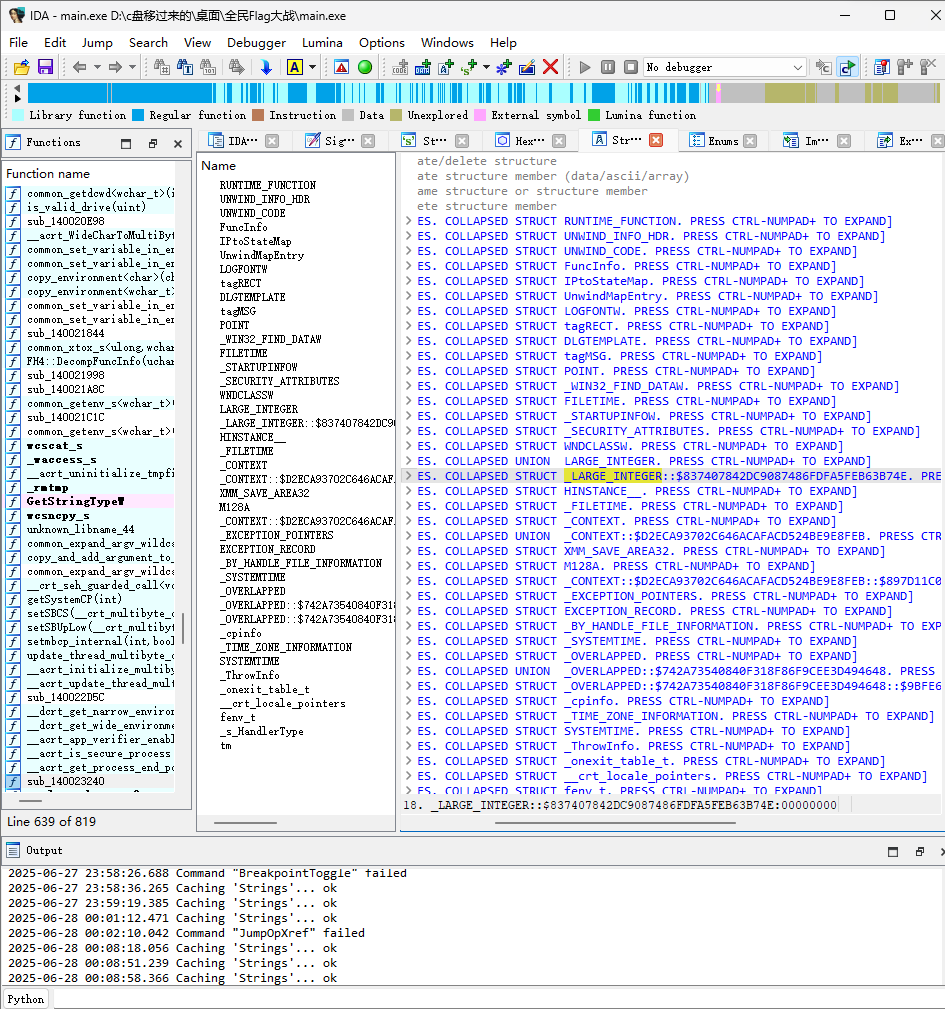 IDA - main.exe D:\c盘移过来的\桌面\全民Flag大战\main.exe
File Edit Jump Search View Debugger Lumina Options Windows Help
No debugger
Library function Regular function Instruction Data Unexplored External symbol Lumina function
Functions
IDA··· Sig··· St··· Hex··· Str··· Enums Im··· Ex···
Function name
common_getdcwd<wchar_t>(i
is_valid_drive(uint)
sub_140020E98
__acrt_WideCharToMultiByt
common_set_variable_in_en
common_set_variable_in_en
copy_environment<char>(ch
copy_environment<wchar_t>
common_set_variable_in_en
common_set_variable_in_en
sub_140021844
common_xtox_s<ulong,wchar
FH4::DecompFuncInfo(uchar
sub_140021998
sub_140021A8C
common_getenv_s<wchar_t>(
sub_140021C1C
common_getenv_s<wchar_t>(
wcscat_s
_waccess_s
__acrt_uninitialize_tmpfi
_rmtmp
GetStringTypeW
wcsncpy_s
unknown_libname_44
common_expand_argv_wildca
copy_and_add_argument_to_
common_expand_argv_wildca
__crt_seh_guarded_call<vo
getSystemCP(int)
setSBCS(__crt_multibyte_c
setSBUpLow(__crt_multibyt
setmbcp_internal(int,bool
update_thread_multibyte_c
__acrt_initialize_multiby
__acrt_update_thread_mult
sub_140022D5C
__dcrt_get_narrow_environ
__dcrt_get_wide_environme
__acrt_app_verifier_enabl
__acrt_is_secure_process
__acrt_get_process_end_po
sub_140023240
Line 639 of 819
Name
RUNTIME_FUNCTION
UNWIND_INFO_HDR
UNWIND_CODE
FuncInfo
IPtoStateMap
UnwindMapEntry
LOGFONTW
tagRECT
DLGTEMPLATE
tagMSG
POINT
_WIN32_FIND_DATAW
FILETIME
_STARTUPINFOW
_SECURITY_ATTRIBUTES
WNDCLASSW
LARGE_INTEGER
_LARGE_INTEGER::$837407842DC90
HINSTANCE__
_FILETIME
_CONTEXT
_CONTEXT::$D2ECA93702C646ACAFA
XMM_SAVE_AREA32
M128A
_CONTEXT::$D2ECA93702C646ACAFA
_EXCEPTION_POINTERS
EXCEPTION_RECORD
_BY_HANDLE_FILE_INFORMATION
_SYSTEMTIME
_OVERLAPPED
_OVERLAPPED::$742A73540840F318
_OVERLAPPED::$742A73540840F318
_cpinfo
_TIME_ZONE_INFORMATION
SYSTEMTIME
_ThrowInfo
_onexit_table_t
__crt_locale_pointers
fenv_t
_s_HandlerType
tm
ate/delete structure
ate structure member (data/ascii/array)
ame structure or structure member
ete structure member
ES. COLLAPSED STRUCT RUNTIME_FUNCTION. PRESS CTRL-NUMPAD+ TO EXPAND]
ES. COLLAPSED STRUCT UNWIND_INFO_HDR. PRESS CTRL-NUMPAD+ TO EXPAND]
ES. COLLAPSED STRUCT UNWIND_CODE. PRESS CTRL-NUMPAD+ TO EXPAND]
ES. COLLAPSED STRUCT FuncInfo. PRESS CTRL-NUMPAD+ TO EXPAND]
ES. COLLAPSED STRUCT IPtoStateMap. PRESS CTRL-NUMPAD+ TO EXPAND]
ES. COLLAPSED STRUCT UnwindMapEntry. PRESS CTRL-NUMPAD+ TO EXPAND]
ES. COLLAPSED STRUCT LOGFONTW. PRESS CTRL-NUMPAD+ TO EXPAND]
ES. COLLAPSED STRUCT tagRECT. PRESS CTRL-NUMPAD+ TO EXPAND]
ES. COLLAPSED STRUCT DLGTEMPLATE. PRESS CTRL-NUMPAD+ TO EXPAND]
ES. COLLAPSED STRUCT tagMSG. PRESS CTRL-NUMPAD+ TO EXPAND]
ES. COLLAPSED STRUCT POINT. PRESS CTRL-NUMPAD+ TO EXPAND]
ES. COLLAPSED STRUCT _WIN32_FIND_DATAW. PRESS CTRL-NUMPAD+ TO EXPAND]
ES. COLLAPSED STRUCT FILETIME. PRESS CTRL-NUMPAD+ TO EXPAND]
ES. COLLAPSED STRUCT _STARTUPINFOW. PRESS CTRL-NUMPAD+ TO EXPAND]
ES. COLLAPSED STRUCT _SECURITY_ATTRIBUTES. PRESS CTRL-NUMPAD+ TO EXPAND]
ES. COLLAPSED STRUCT WNDCLASSW. PRESS CTRL-NUMPAD+ TO EXPAND]
ES. COLLAPSED UNION LARGE_INTEGER. PRESS CTRL-NUMPAD+ TO EXPAND]
ES. COLLAPSED STRUCT _LARGE_INTEGER::$837407842DC9087486FDFA5FEB63B74E. PRE
ES. COLLAPSED STRUCT HINSTANCE__. PRESS CTRL-NUMPAD+ TO EXPAND]
ES. COLLAPSED STRUCT _FILETIME. PRESS CTRL-NUMPAD+ TO EXPAND]
ES. COLLAPSED STRUCT _CONTEXT. PRESS CTRL-NUMPAD+ TO EXPAND]
ES. COLLAPSED UNION _CONTEXT::$D2ECA93702C646ACAFACD524BE9E8FEB. PRESS CTR
ES. COLLAPSED STRUCT XMM_SAVE_AREA32. PRESS CTRL-NUMPAD+ TO EXPAND]
ES. COLLAPSED STRUCT M128A. PRESS CTRL-NUMPAD+ TO EXPAND]
ES. COLLAPSED STRUCT _CONTEXT::$D2ECA93702C646ACAFACD524BE9E8FEB::$897D11C0
ES. COLLAPSED STRUCT _EXCEPTION_POINTERS. PRESS CTRL-NUMPAD+ TO EXPAND]
ES. COLLAPSED STRUCT EXCEPTION_RECORD. PRESS CTRL-NUMPAD+ TO EXPAND]
ES. COLLAPSED STRUCT _BY_HANDLE_FILE_INFORMATION. PRESS CTRL-NUMPAD+ TO EXP
ES. COLLAPSED STRUCT _SYSTEMTIME. PRESS CTRL-NUMPAD+ TO EXPAND]
ES. COLLAPSED STRUCT _OVERLAPPED. PRESS CTRL-NUMPAD+ TO EXPAND]
ES. COLLAPSED UNION _OVERLAPPED::$742A73540840F318F86F9CEE3D494648. PRESS
ES. COLLAPSED STRUCT _OVERLAPPED::$742A73540840F318F86F9CEE3D494648::$9BFE6
ES. COLLAPSED STRUCT _cpinfo. PRESS CTRL-NUMPAD+ TO EXPAND]
ES. COLLAPSED STRUCT _TIME_ZONE_INFORMATION. PRESS CTRL-NUMPAD+ TO EXPAND]
ES. COLLAPSED STRUCT SYSTEMTIME. PRESS CTRL-NUMPAD+ TO EXPAND]
ES. COLLAPSED STRUCT _ThrowInfo. PRESS CTRL-NUMPAD+ TO EXPAND]
ES. COLLAPSED STRUCT _onexit_table_t. PRESS CTRL-NUMPAD+ TO EXPAND]
ES. COLLAPSED STRUCT __crt_locale_pointers. PRESS CTRL-NUMPAD+ TO EXPAND]
ES. COLLAPSED STRUCT fenv_t. PRESS CTRL-NUMPAD+ TO EXPAND]
18. _LARGE_INTEGER::$837407842DC9087486FDFA5FEB63B74E:00000000
Output
2025-06-27 23:58:26.688 Command "BreakpointToggle" failed
2025-06-27 23:58:36.265 Caching 'Strings'... ok
2025-06-27 23:59:19.385 Caching 'Strings'... ok
2025-06-28 00:01:12.471 Caching 'Strings'... ok
2025-06-28 00:02:10.042 Command "JumpOpXref" failed
2025-06-28 00:08:18.056 Caching 'Strings'... ok
2025-06-28 00:08:51.239 Caching 'Strings'... ok
2025-06-28 00:08:58.366 Caching 'Strings'... ok
Python